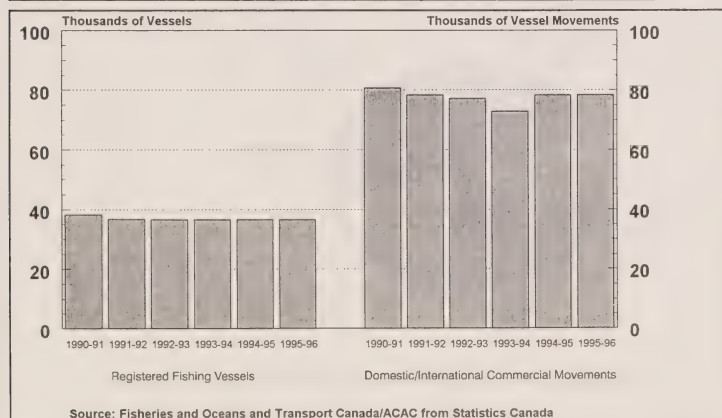 Thousands of Vessels Thousands of Vessel Movements
100 100
80 80
60 60
40 40
20 20
0 0
1990-91 1991-92 1992-93 1993-94 1994-95 1995-96 1990-91 1991-92 1992-93 1993-94 1994-95 1995-96
Registered Fishing Vessels Domestic/International Commercial Movements
Source: Fisheries and Oceans and Transport Canada/ACAC from Statistics Canada